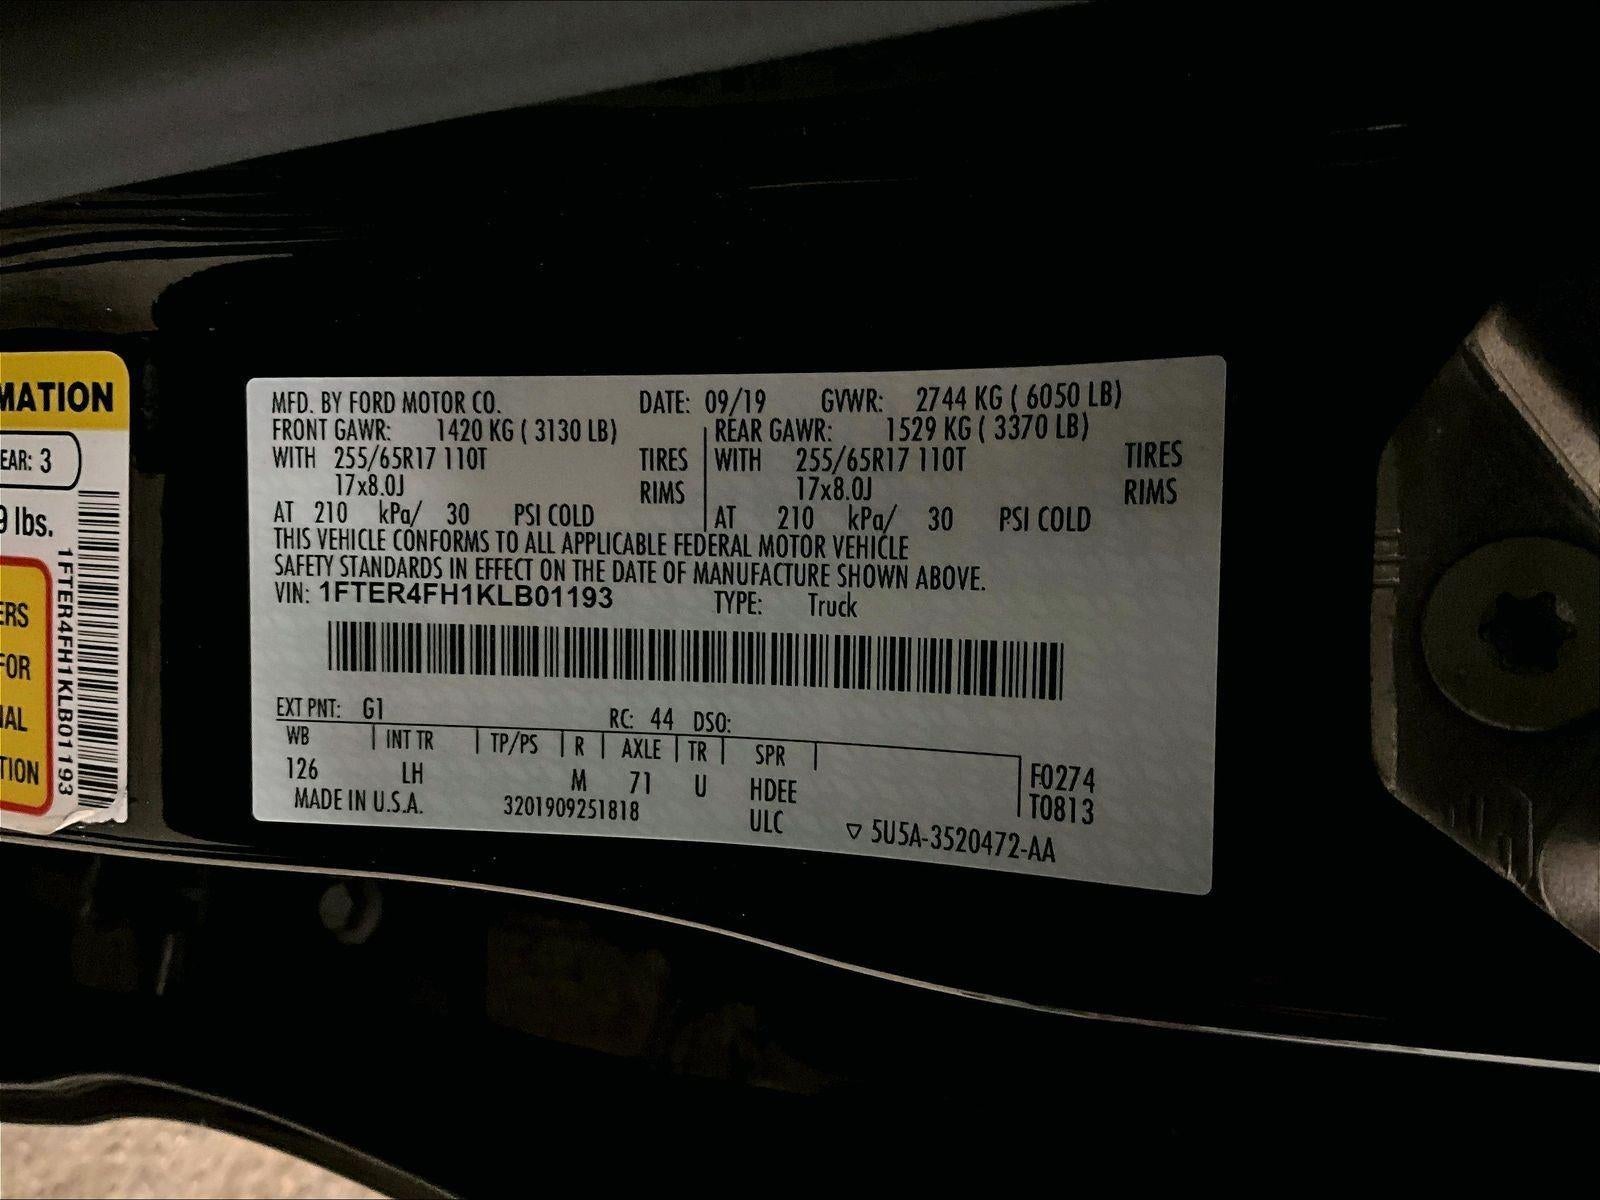 MATION
EAR: 3
9 lbs.
ERS
FOR
NAL
TION
1FTER4FH1KLB01193
MFD. BY FORD MOTOR CO. DATE: 09/19 GVWR: 2744 KG ( 6050 LB)
FRONT GAWR: 1420 KG ( 3130 LB) REAR GAWR: 1529 KG ( 3370 LB)
WITH 255/65R17 110T TIRES WITH 255/65R17 110T TIRES
17x8.0J RIMS 17x8.0J RIMS
AT 210 kPa/ 30 PSI COLD AT 210 kPa/ 30 PSI COLD
THIS VEHICLE CONFORMS TO ALL APPLICABLE FEDERAL MOTOR VEHICLE
SAFETY STANDARDS IN EFFECT ON THE DATE OF MANUFACTURE SHOWN ABOVE.
VIN: 1FTER4FH1KLB01193 TYPE: Truck
EXT PNT: G1 RC: 44 DSO:
WB INT TR TP/PS R AXLE TR SPR
126 LH M 71 U HDEE F0274
MADE IN U.S.A. 3201909251818 ULC T0813
▽ 5U5A-3520472-AA